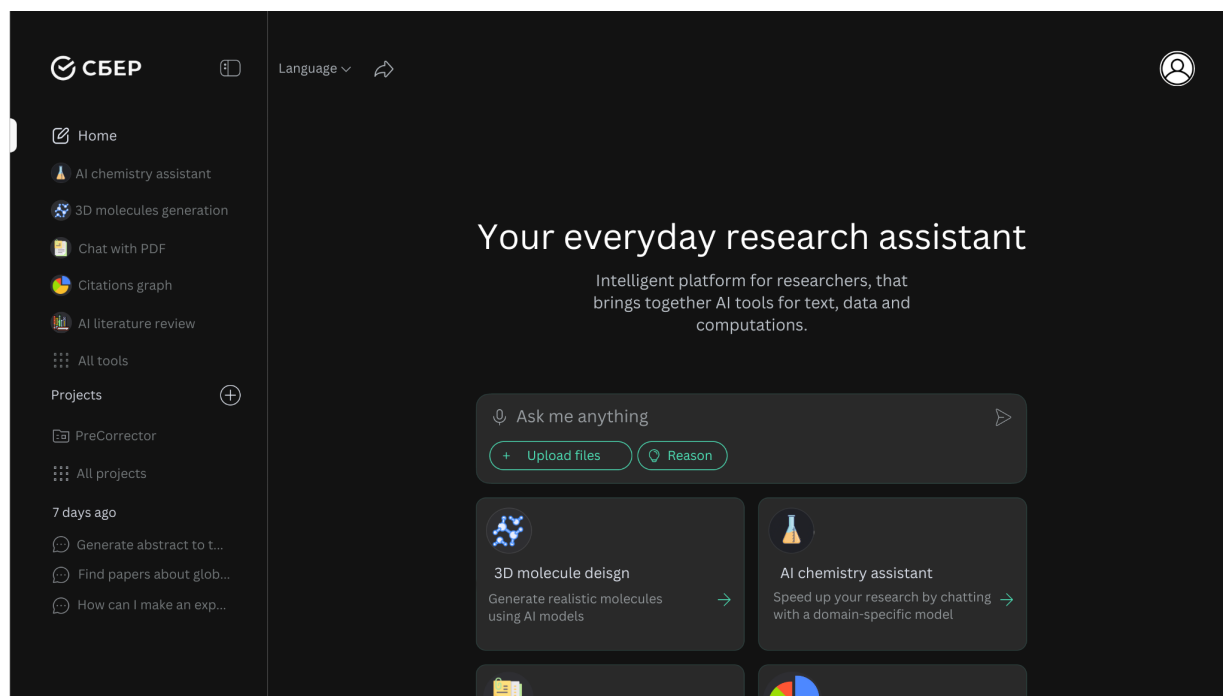 СБЕР
Language
Home
AI chemistry assistant
3D molecules generation
Chat with PDF
Citations graph
AI literature review
All tools
Projects
PreCorrector
All projects
7 days ago
Generate abstract to t...
Find papers about glob...
How can I make an exp...
Your everyday research assistant
Intelligent platform for researchers, that
brings together AI tools for text, data and
computations.
Ask me anything
+ Upload files
Reason
3D molecule deisgn
Generate realistic molecules
using AI models
AI chemistry assistant
Speed up your research by chatting
with a domain-specific model